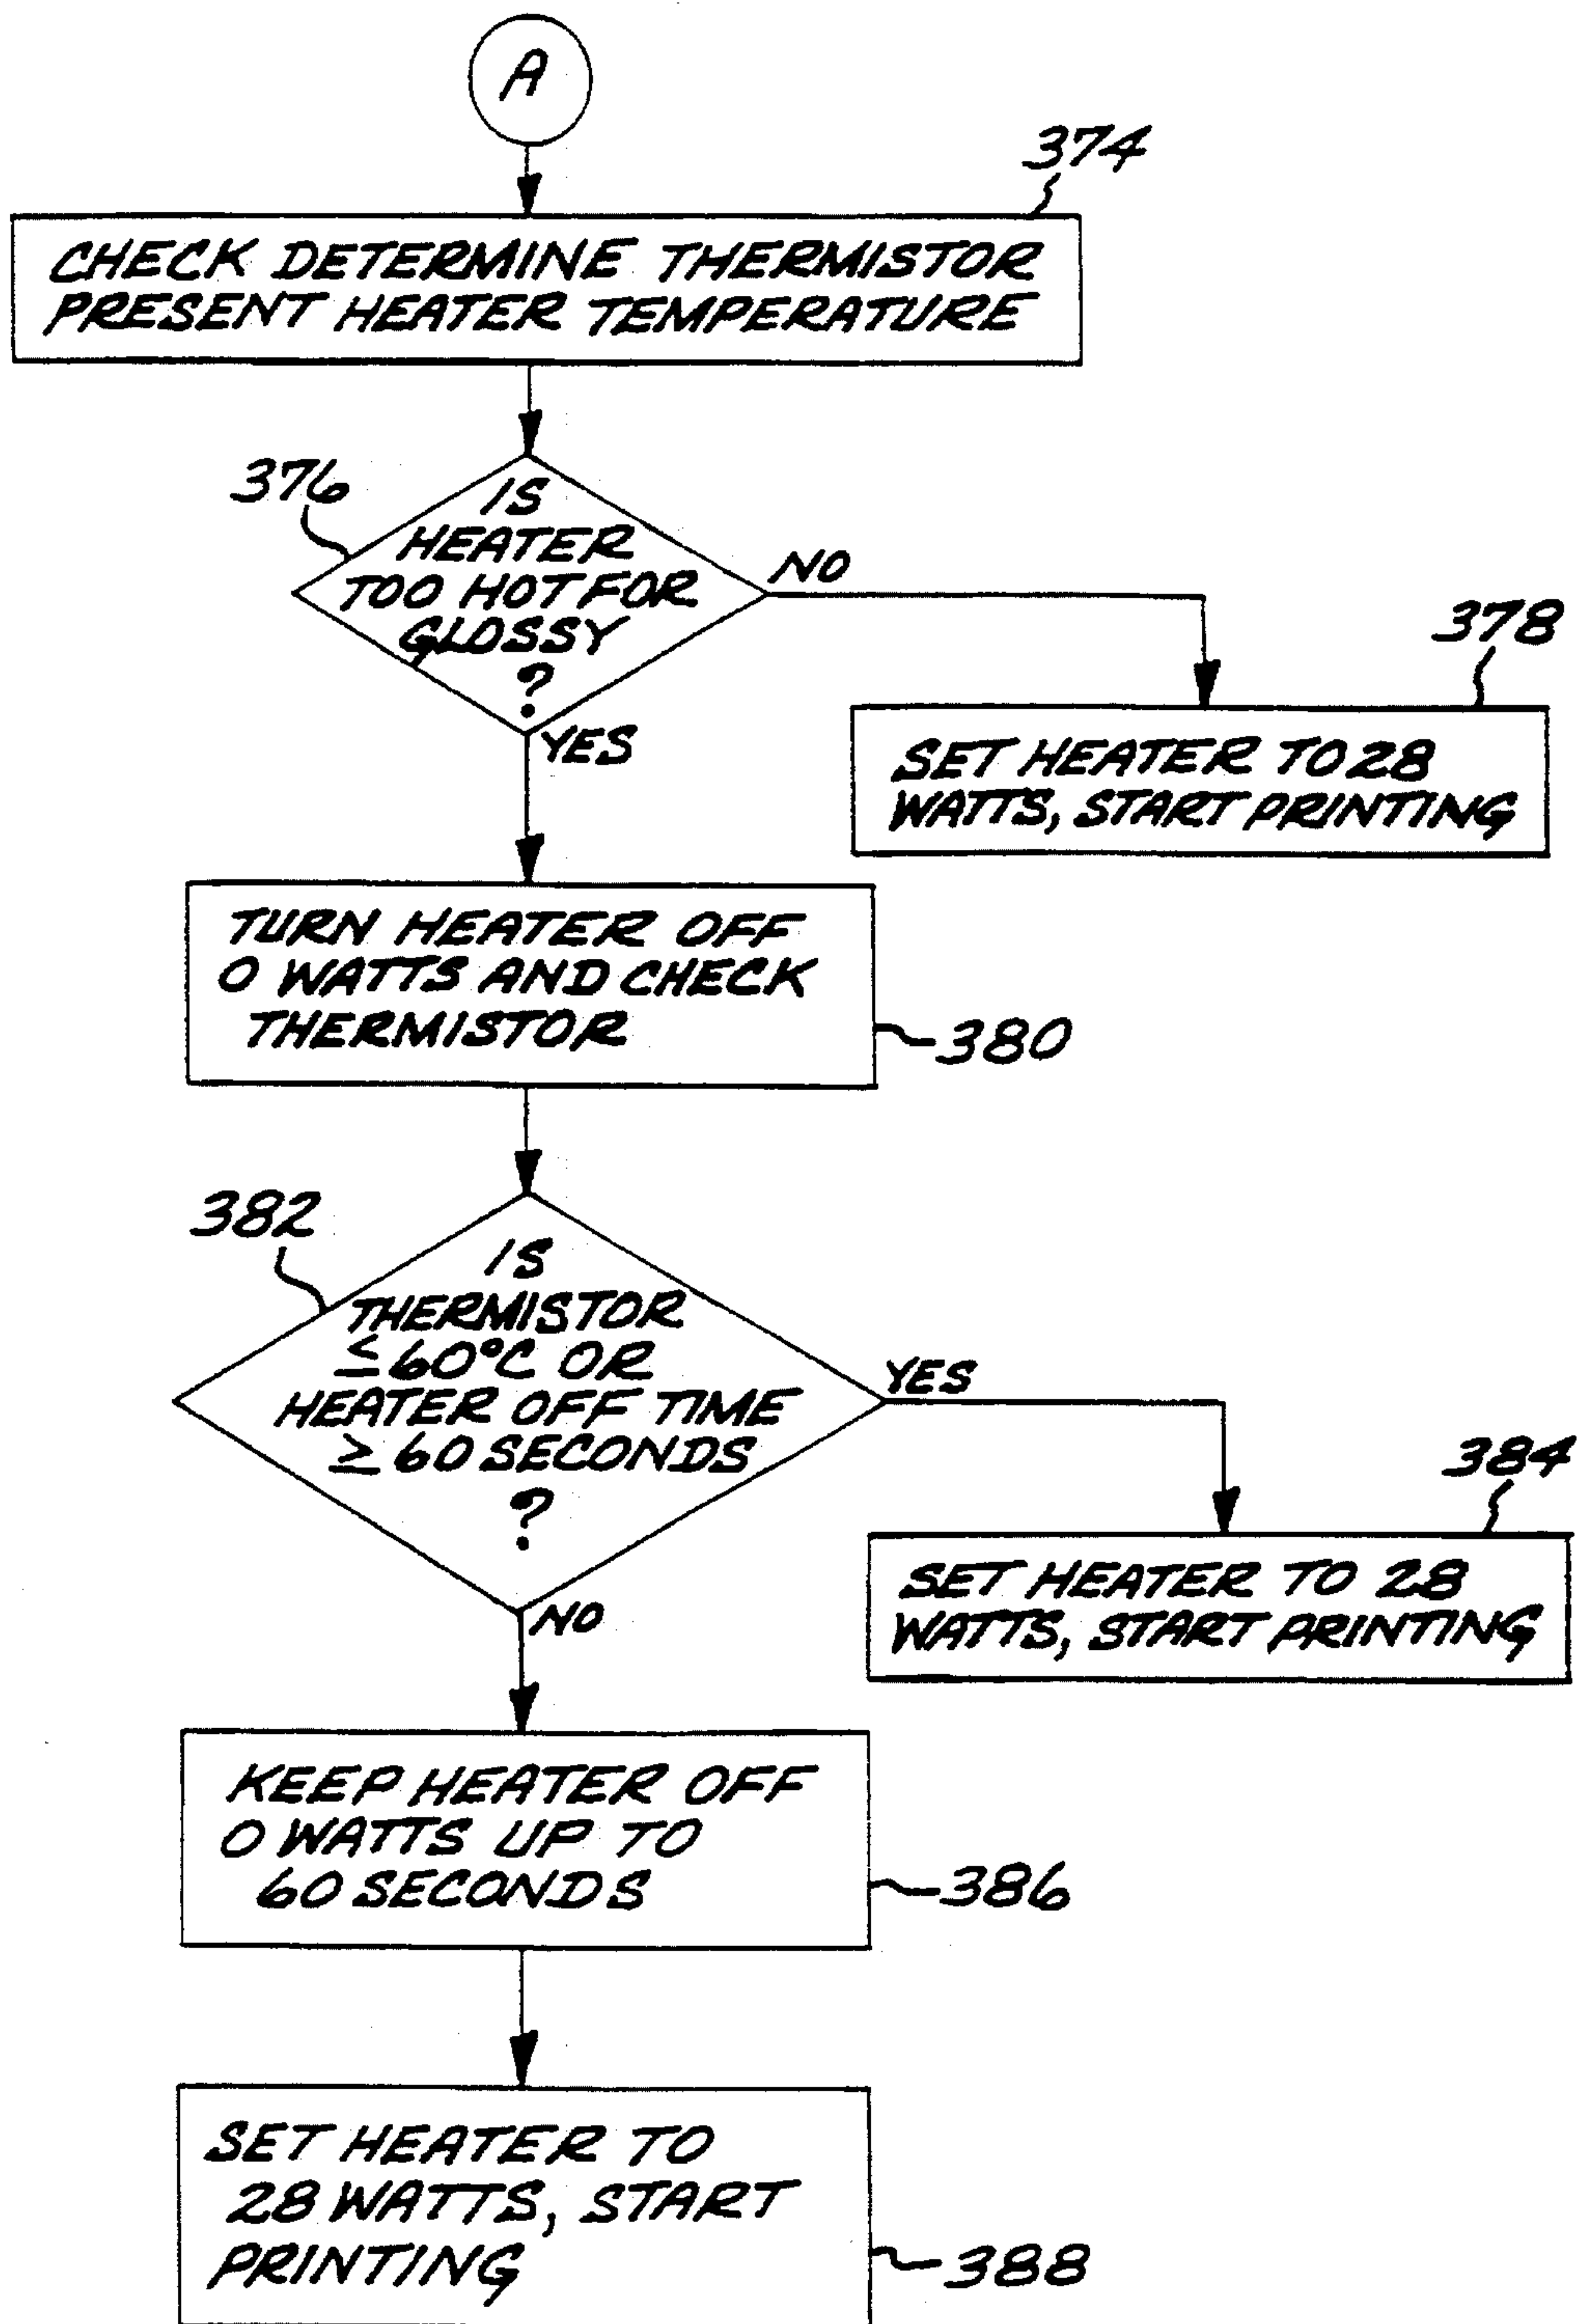 A
374
CHECK DETERMINE THERMISTOR
PRESENT HEATER TEMPERATURE
376
IS
HEATER
TOO HOT FOR
GLOSSY
?
NO
YES
378
SET HEATER TO 28
WATTS, START PRINTING
TURN HEATER OFF
0 WATTS AND CHECK
THERMISTOR
380
382
IS
THERMISTOR
≤ 60°C OR
HEATER OFF TIME
≥ 60 SECONDS
?
YES
NO
384
SET HEATER TO 28
WATTS, START PRINTING
KEEP HEATER OFF
0 WATTS UP TO
60 SECONDS
386
SET HEATER TO
28 WATTS, START
PRINTING
388